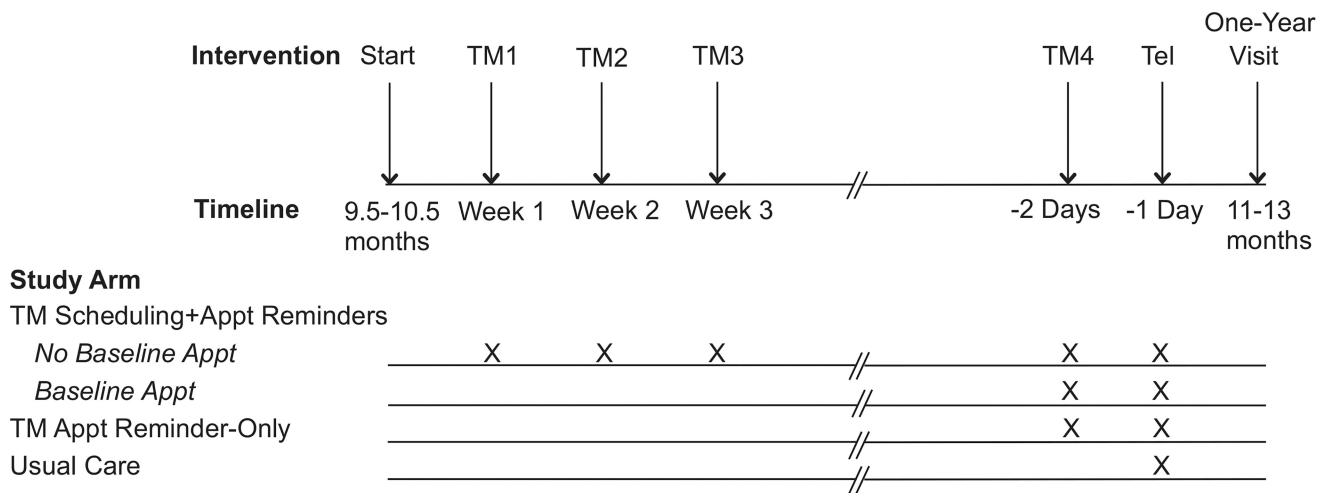 One-Year
Intervention Start TM1 TM2 TM3 TM4 Tel Visit
Timeline 9.5-10.5 Week 1 Week 2 Week 3 -2 Days -1 Day 11-13
months months
Study Arm
TM Scheduling+Appt Reminders
No Baseline Appt X X X X X
Baseline Appt X X
TM Appt Reminder-Only X X
Usual Care X